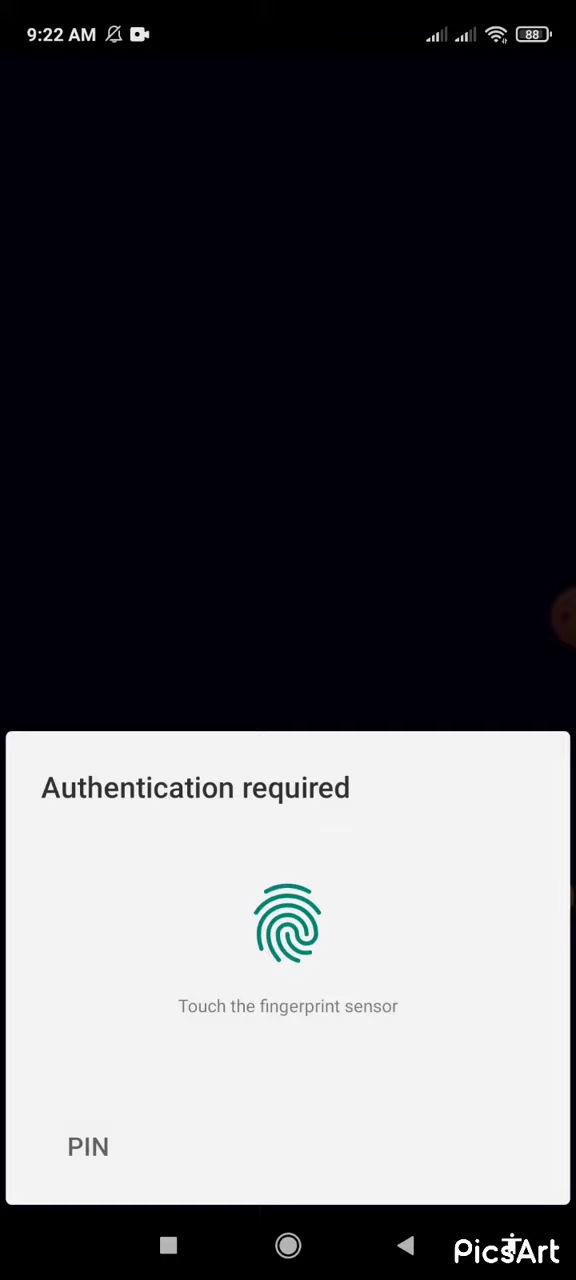 9:22 AM
88
Authentication required
Touch the fingerprint sensor
PIN
PicsArt